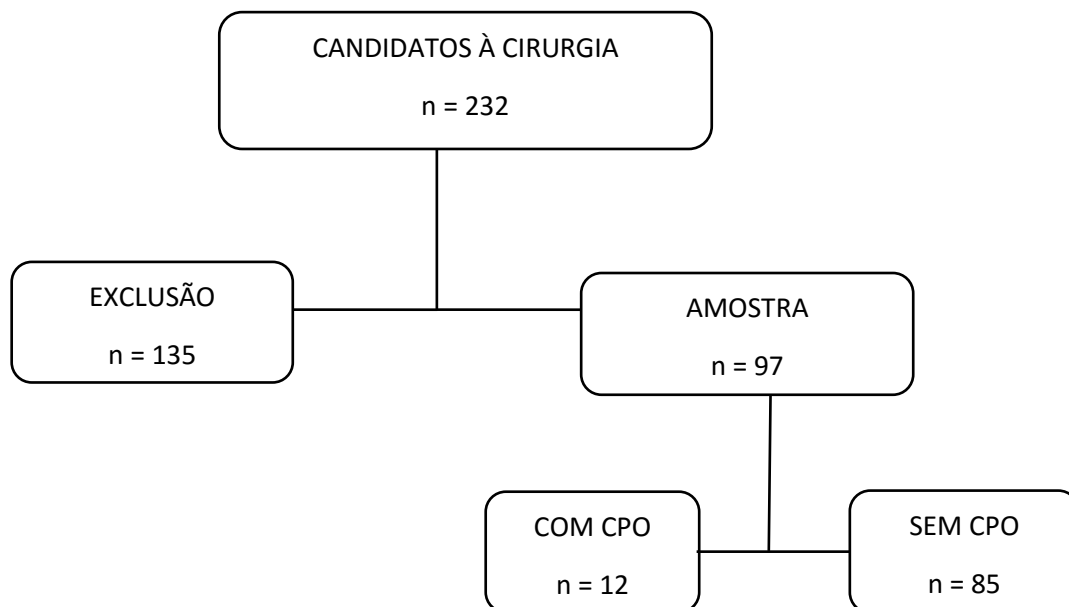 CANDIDATOS À CIRURGIA
n = 232
EXCLUSÃO
n = 135
AMOSTRA
n = 97
COM CPO
n = 12
SEM CPO
n = 85